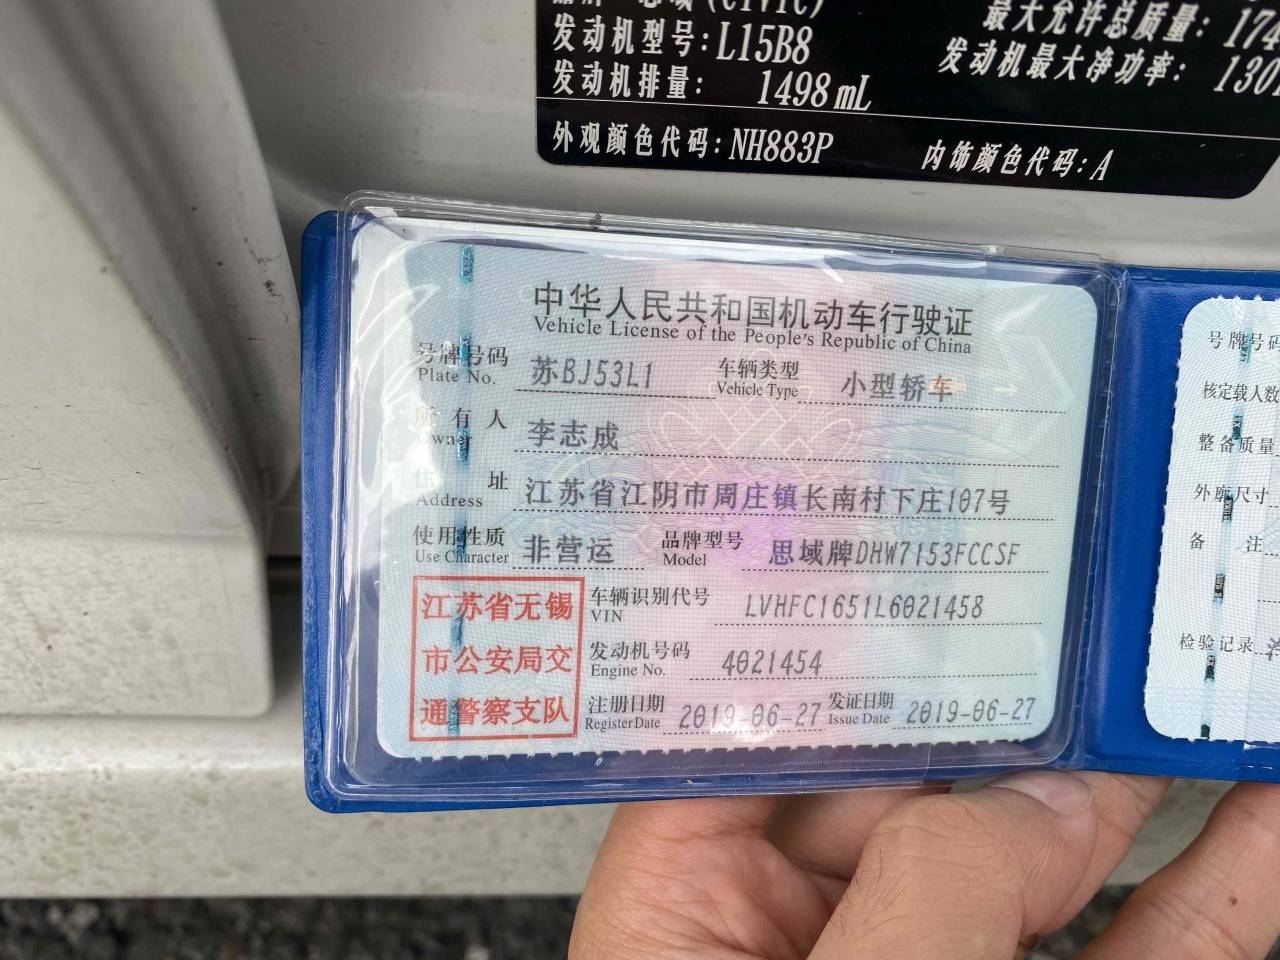 思域(CIVIC)
最大允许总质量: 174
发动机型号: L15B8
发动机最大净功率: 130
发动机排量: 1498 mL
外观颜色代码: NH883P
内饰颜色代码: A
中华人民共和国机动车行驶证
Vehicle License of the People's Republic of China
号牌号码 苏BJ53L1 车辆类型 小型轿车
Plate No. Vehicle Type
所有人 李志成
Owner
住址 江苏省江阴市周庄镇长南村下庄107号
Address
使用性质 非营运 品牌型号 思域牌DHW7153FCCSF
Use Character Model
江苏省无锡
市公安局交
通警察支队
车辆识别代号 LVHFC1651L6021458
VIN
发动机号码 4021454
Engine No.
注册日期 2019-06-27 发证日期 2019-06-27
Register Date Issue Date
号牌号码
核定载人数
整备质量
外廓尺寸
备注
检验记录